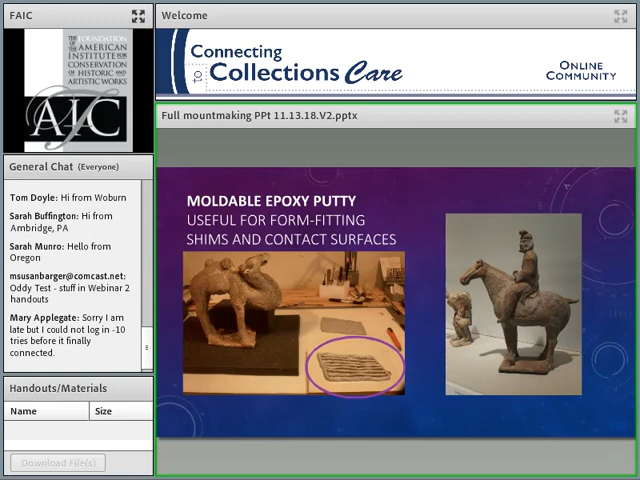 FAIC
THE FOUNDATION
OF THE
AMERICAN
INSTITUTE FOR
CONSERVATION
OF HISTORIC AND
ARTISTIC WORKS
AIC
General Chat (Everyone)
Tom Doyle: Hi from Woburn
Sarah Buffington: Hi from
Ambridge, PA
Sarah Munro: Hello from
Oregon
msusanbarger@comcast.net:
Oddy Test - stuff in Webinar 2
handouts
Mary Applegate: Sorry I am
late but I could not log in -10
tries before it finally
connected.
Handouts/Materials
Name Size
Download File(s)
Welcome
Connecting
TO Collections Care
ONLINE
COMMUNITY
Full mountmaking PPt 11.13.18.V2.pptx
MOLDABLE EPOXY PUTTY
USEFUL FOR FORM-FITTING
SHIMS AND CONTACT SURFACES